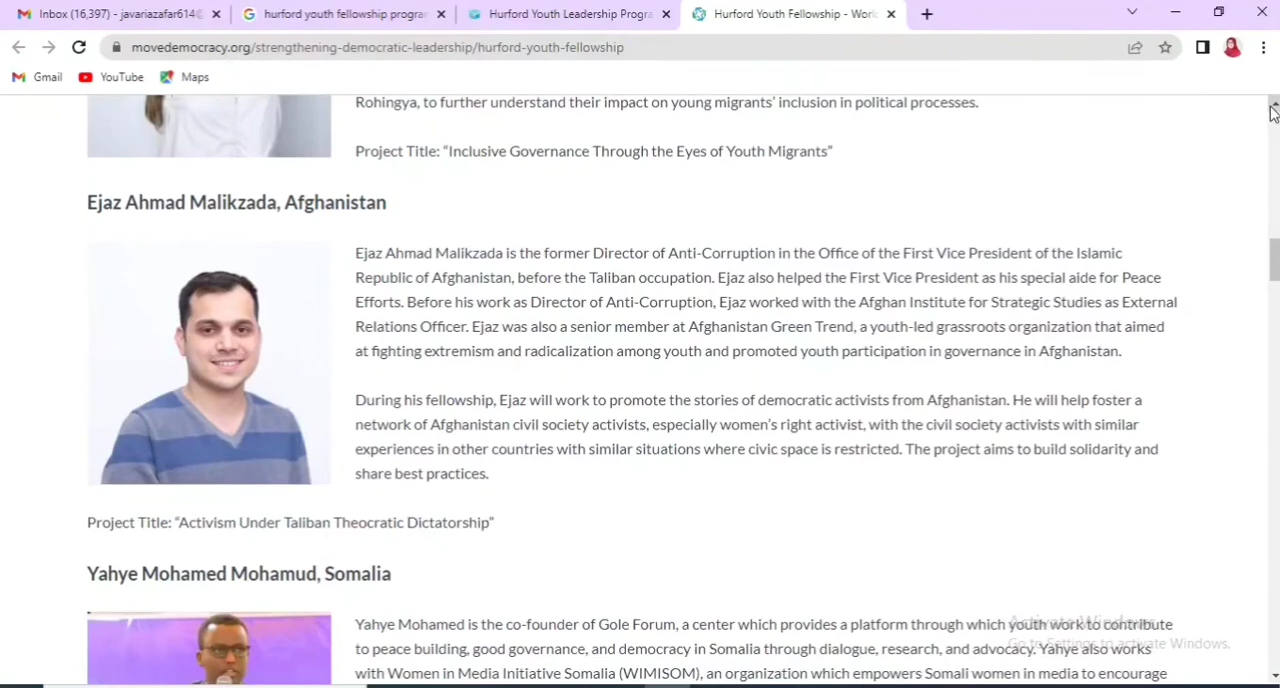 Inbox (16,397) - javariazafar614@
hurford youth fellowship progra
Hurford Youth Leadership Progra
Hurford Youth Fellowship - Worl
movedemocracy.org/strengthening-democratic-leadership/hurford-youth-fellowship
Gmail
YouTube
Maps
Rohingya, to further understand their impact on young migrants’ inclusion in political processes.
Project Title: “Inclusive Governance Through the Eyes of Youth Migrants”
Ejaz Ahmad Malikzada, Afghanistan
Ejaz Ahmad Malikzada is the former Director of Anti-Corruption in the Office of the First Vice President of the Islamic
Republic of Afghanistan, before the Taliban occupation. Ejaz also helped the First Vice President as his special aide for Peace
Efforts. Before his work as Director of Anti-Corruption, Ejaz worked with the Afghan Institute for Strategic Studies as External
Relations Officer. Ejaz was also a senior member at Afghanistan Green Trend, a youth-led grassroots organization that aimed
at fighting extremism and radicalization among youth and promoted youth participation in governance in Afghanistan.
During his fellowship, Ejaz will work to promote the stories of democratic activists from Afghanistan. He will help foster a
network of Afghanistan civil society activists, especially women’s right activist, with the civil society activists with similar
experiences in other countries with similar situations where civic space is restricted. The project aims to build solidarity and
share best practices.
Project Title: “Activism Under Taliban Theocratic Dictatorship”
Yahye Mohamed Mohamud, Somalia
Yahye Mohamed is the co-founder of Gole Forum, a center which provides a platform through which youth work to contribute
to peace building, good governance, and democracy in Somalia through dialogue, research, and advocacy. Yahye also works
with Women in Media Initiative Somalia (WIMISOM), an organization which empowers Somali women in media to encourage
Activate Windows
Go to Settings to activate Windows.